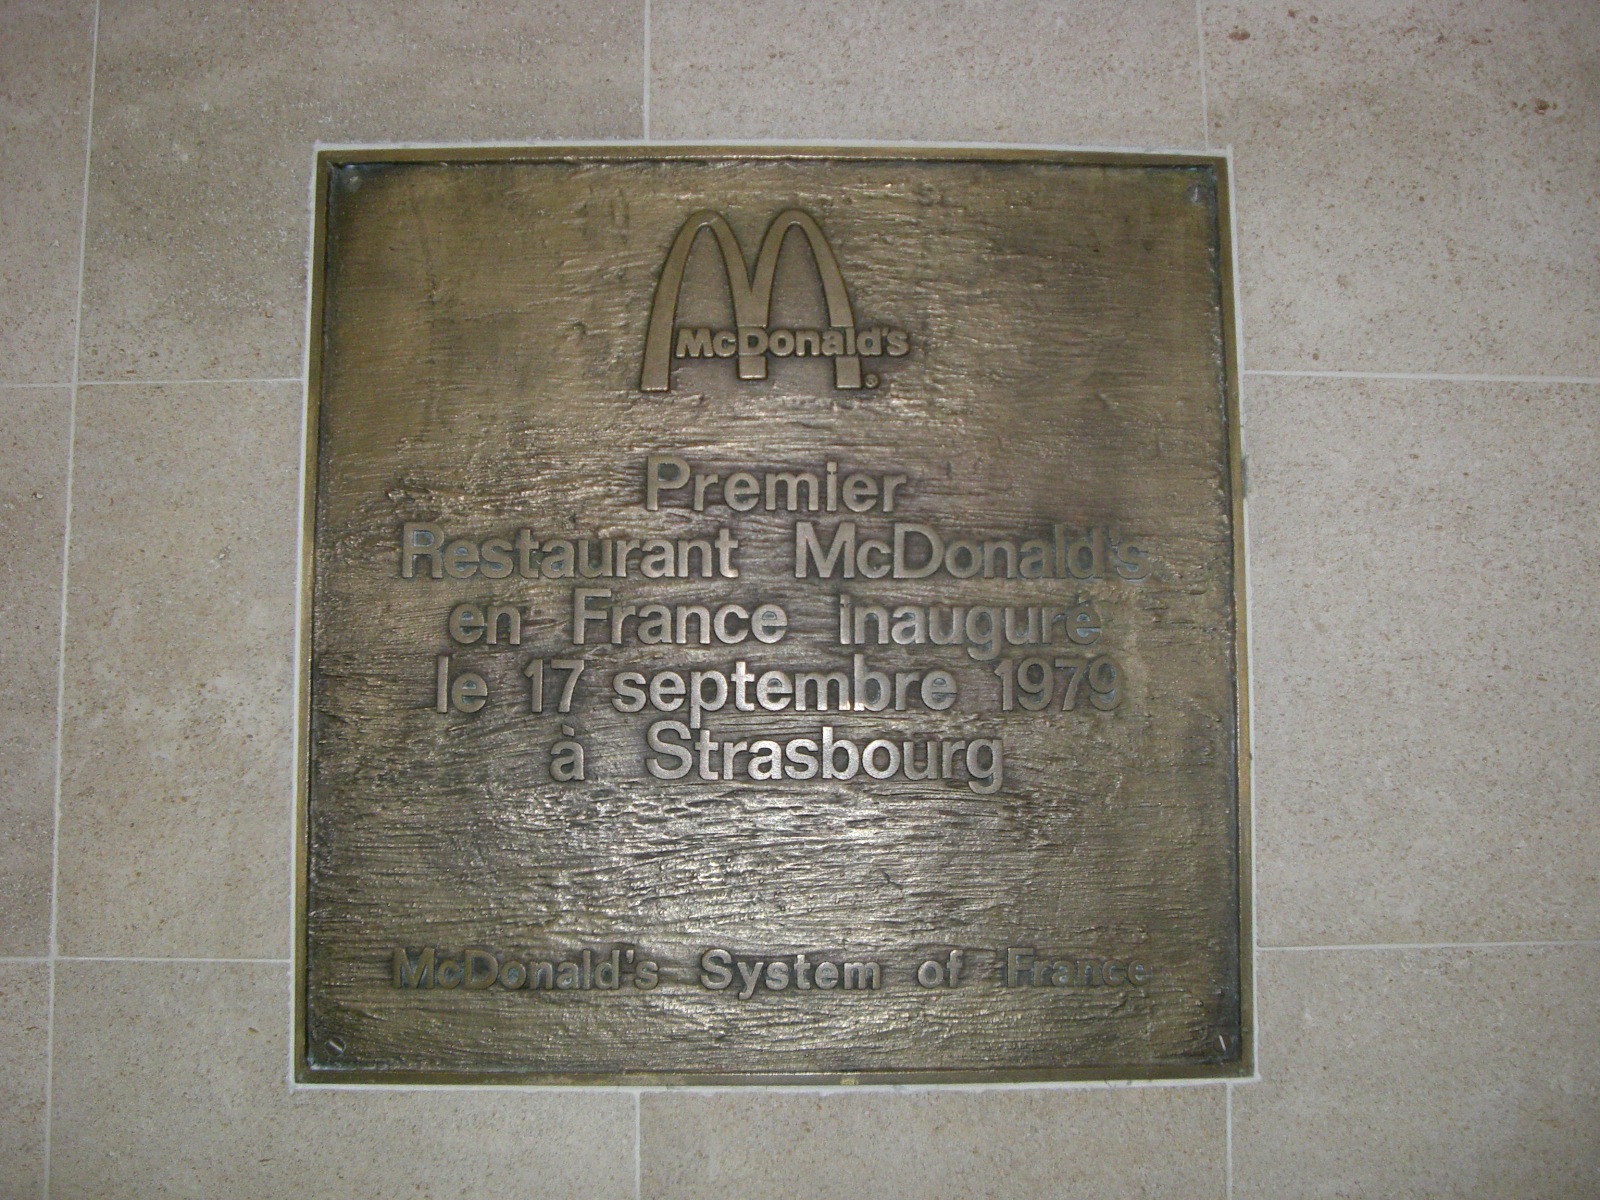 McDonald's®
Premier
Restaurant McDonald's
en France inauguré
le 17 septembre 1979
à Strasbourg
McDonald's System of France